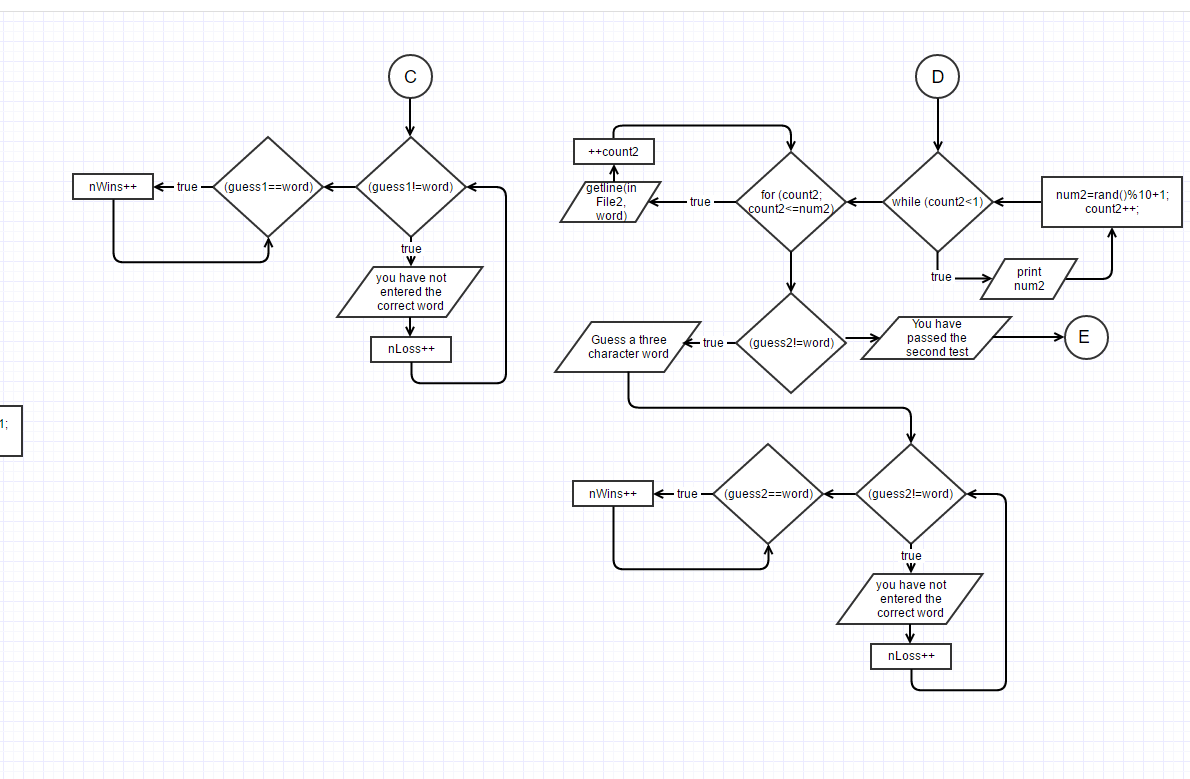 C
(guess1!=word)
(guess1==word)
true
nWins++
true
you have not
entered the
correct word
nLoss++
1;
D
while (count2<1)
true
print
num2
num2=rand()%10+1;
count2++;
for (count2;
count2<=num2)
true
getline(in
File2,
word)
++count2
(guess2!=word)
You have
passed the
second test
E
true
Guess a three
character word
(guess2!=word)
(guess2==word)
true
nWins++
true
you have not
entered the
correct word
nLoss++